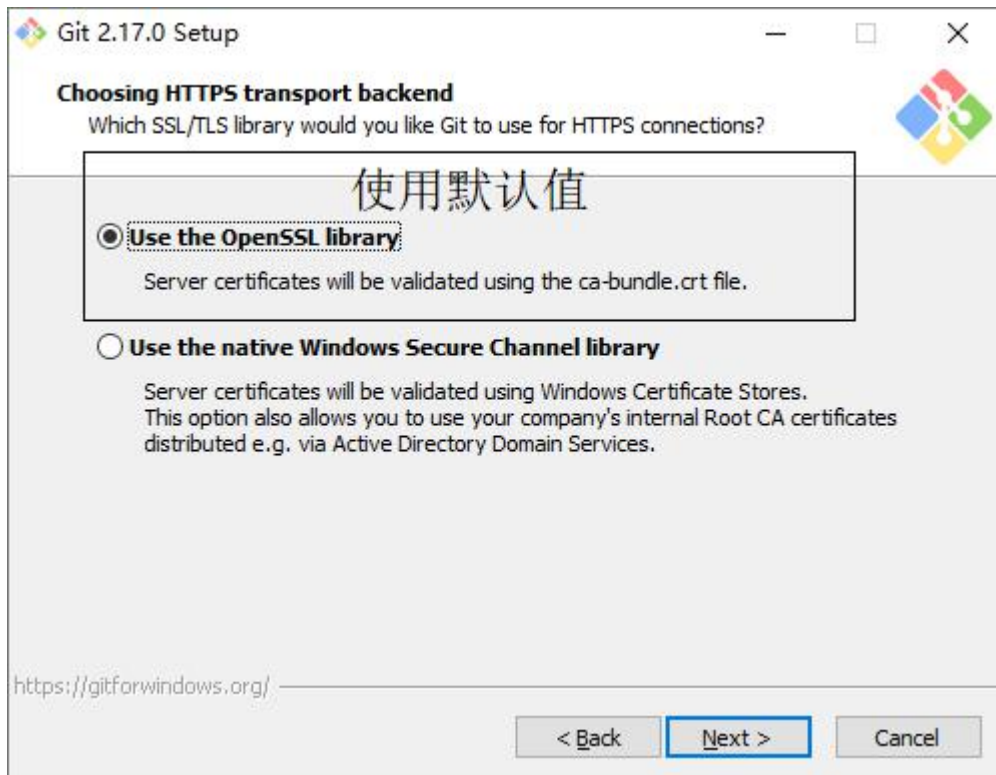 Git 2.17.0 Setup
Choosing HTTPS transport backend
Which SSL/TLS library would you like Git to use for HTTPS connections?
使用默认值
Use the OpenSSL library
Server certificates will be validated using the ca-bundle.crt file.
Use the native Windows Secure Channel library
Server certificates will be validated using Windows Certificate Stores.
This option also allows you to use your company's internal Root CA certificates
distributed e.g. via Active Directory Domain Services.
https://gitforwindows.org/
< Back
Next >
Cancel